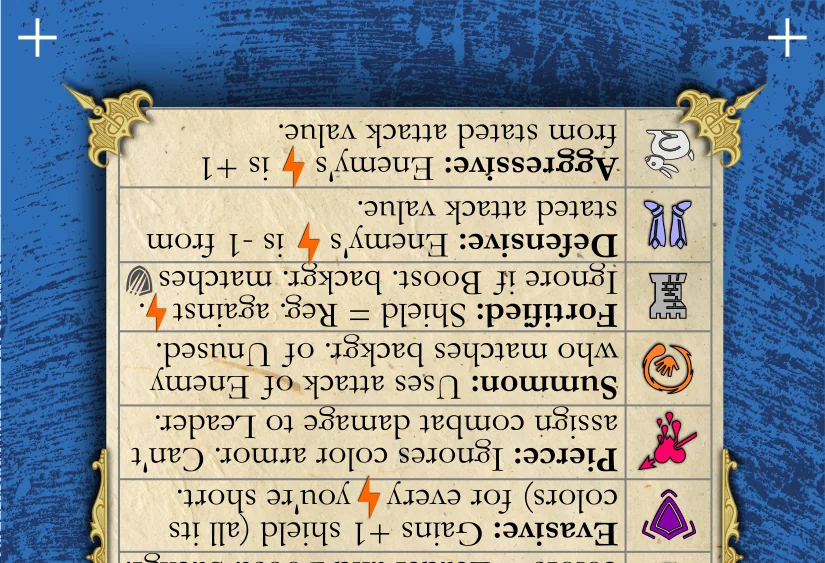 Evasive: Gains +1 shield (all its
colors) for every you're short.
Pierce: Ignores color armor. Can't
assign combat damage to Leader.
Summon: Uses attack of Enemy
who matches backgr. of Unused.
Fortified: Shield = Reg. against .
Ignore if Boost. backgr. matches
Defensive: Enemy's is -1 from
stated attack value.
Aggressive: Enemy's is +1
from stated attack value.